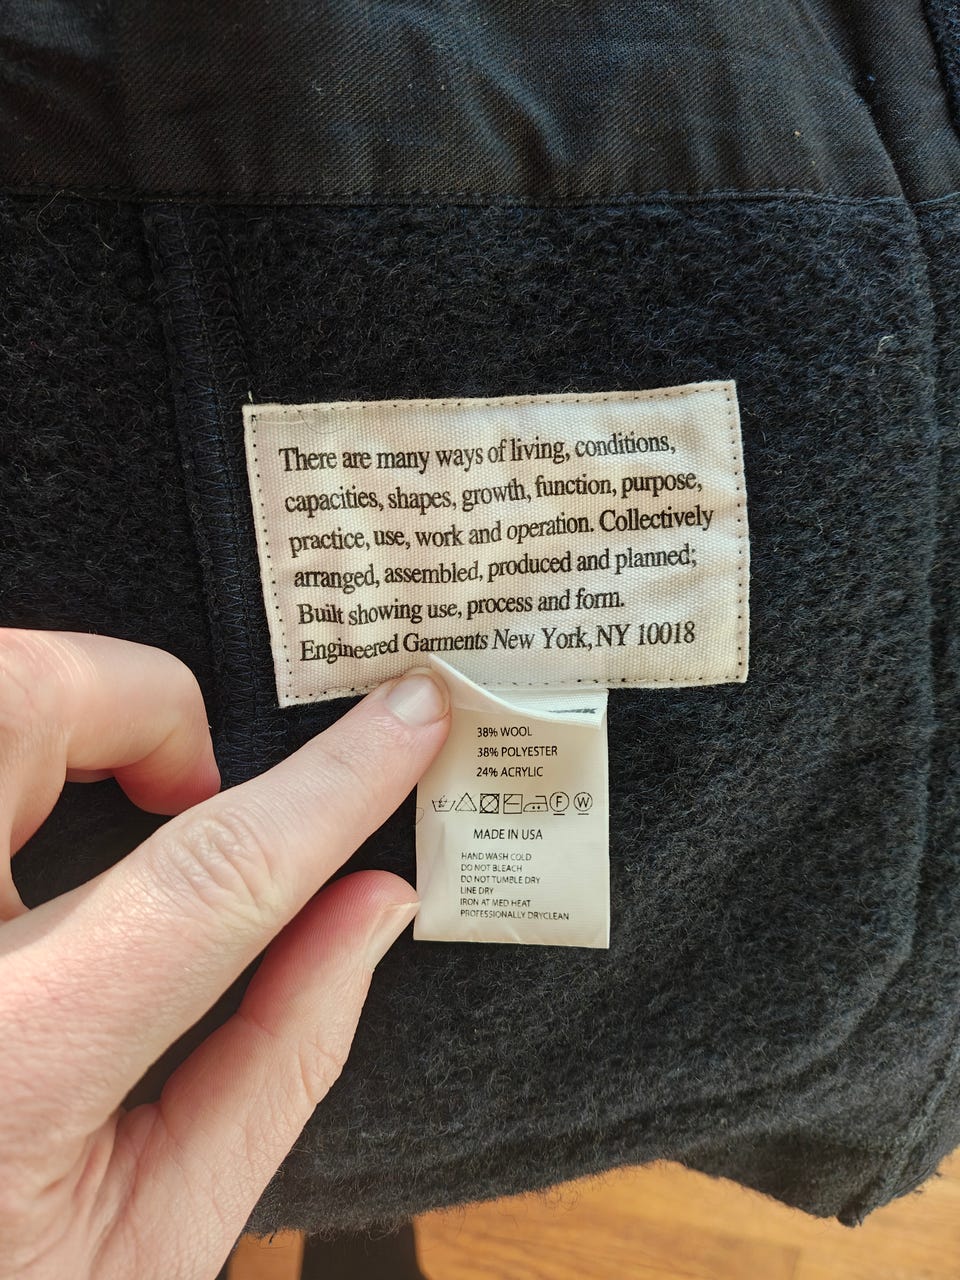 There are many ways of living, conditions,
capacities, shapes, growth, function, purpose,
practice, use, work and operation. Collectively
arranged, assembled, produced and planned;
Built showing use, process and form.
Engineered Garments New York, NY 10018
38% WOOL
38% POLYESTER
24% ACRYLIC
F W
MADE IN USA
HAND WASH COLD
DO NOT BLEACH
DO NOT TUMBLE DRY
LINE DRY
IRON AT MED HEAT
PROFESSIONALLY DRYCLEAN